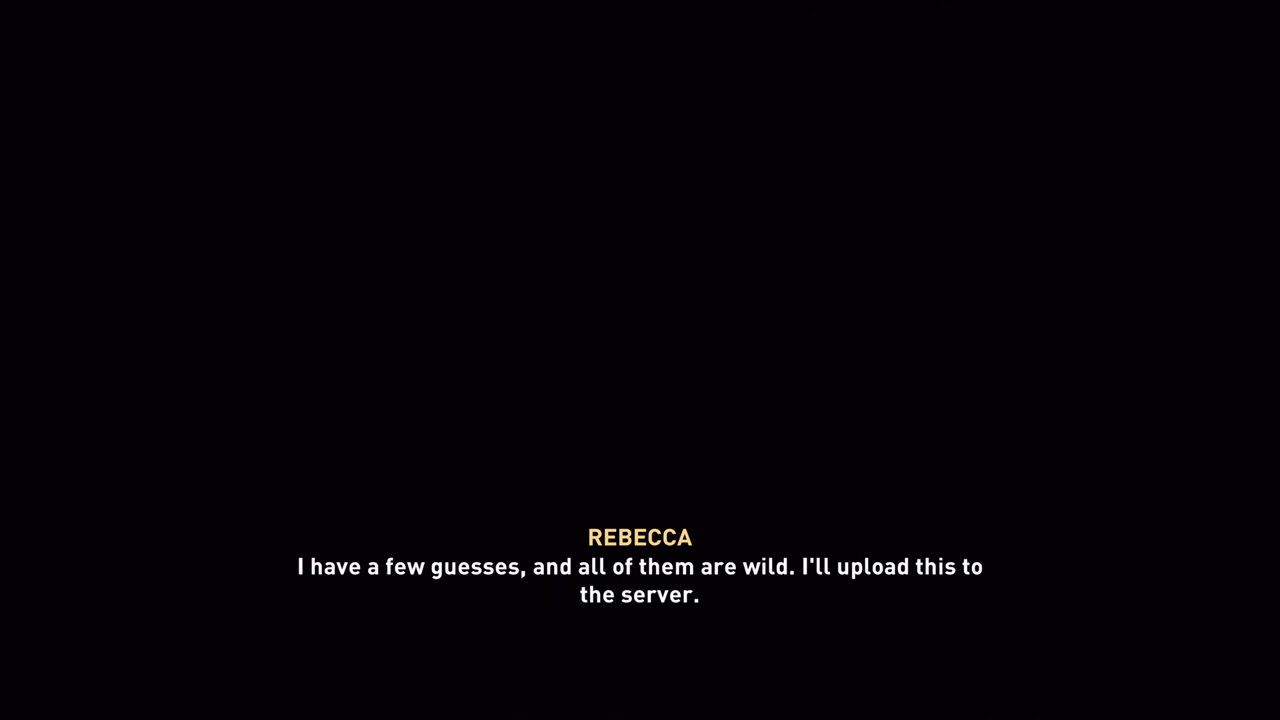 REBECCA
I have a few guesses, and all of them are wild. I'll upload this to
the server.